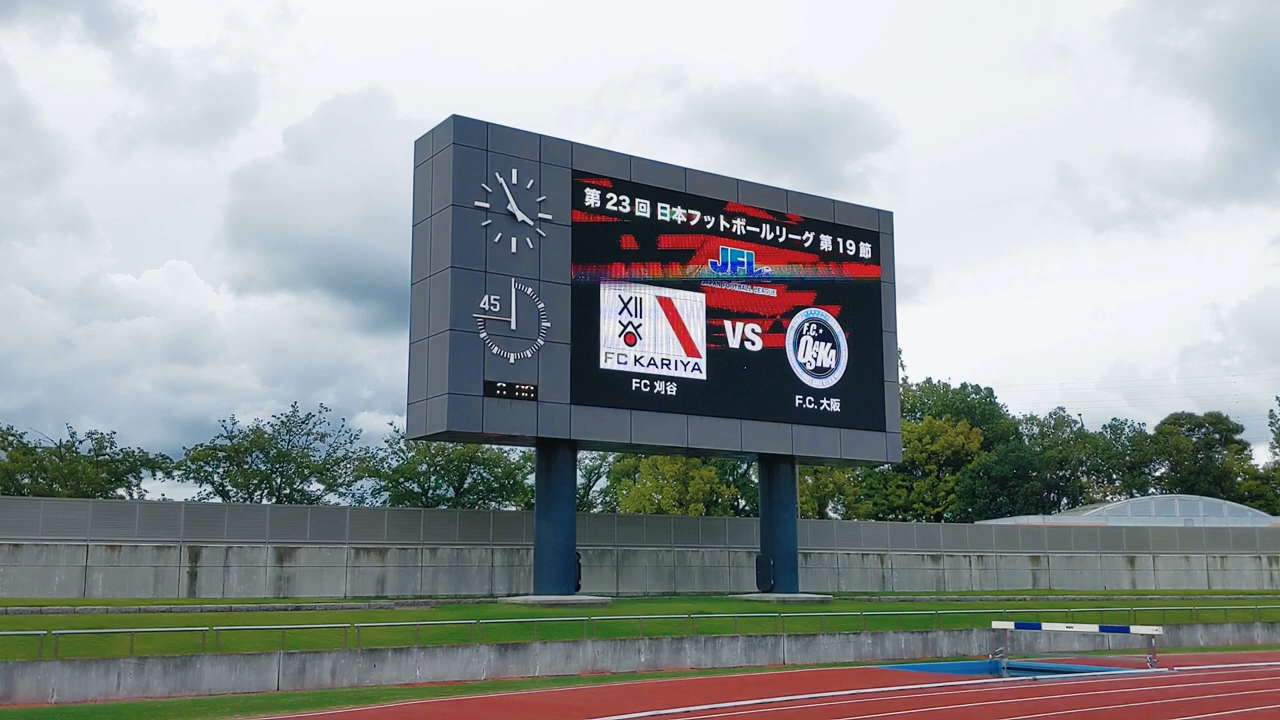 第23回 日本フットボールリーグ 第19節
JFL
JAPAN FOOTBALL LEAGUE
45
XII
FC KARIYA
VS
F.C.
OSAKA
FC 刈谷
F.C. 大阪